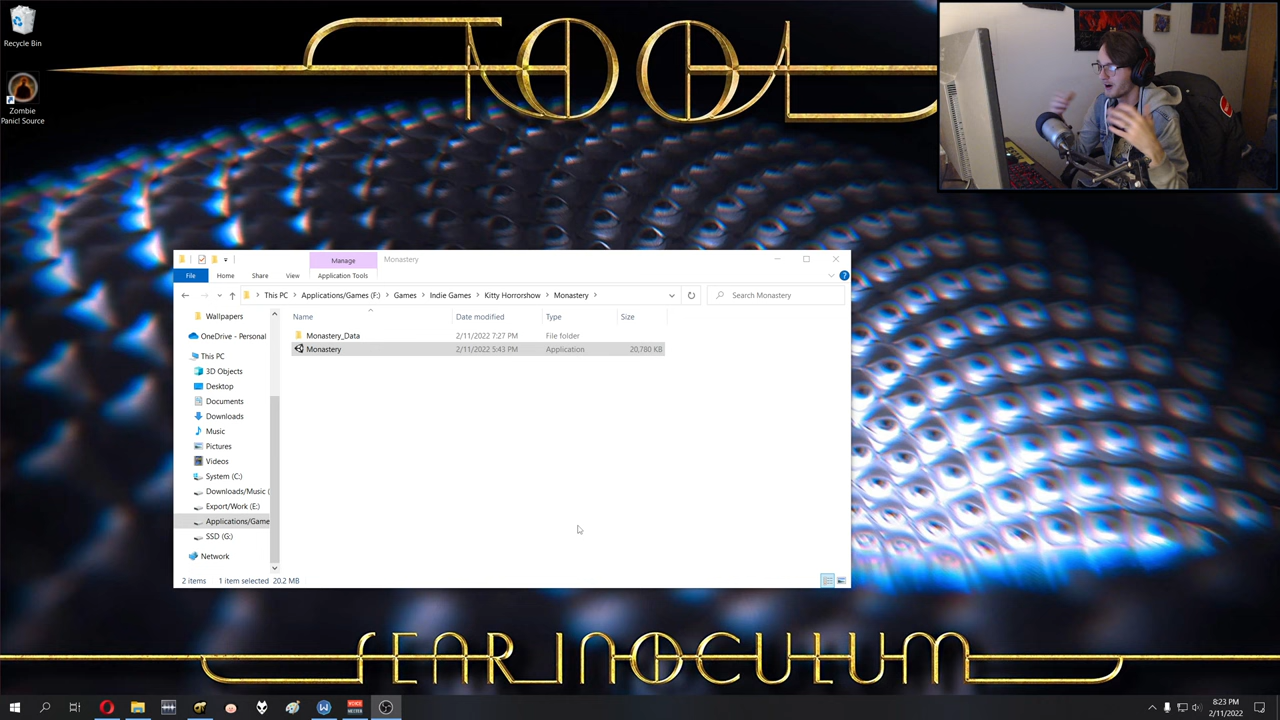 Recycle Bin
TOOL
Zombie
Panic! Source
Manage
Monastery
File
Home
Share
View
Application Tools
This PC
Applications/Games (F:)
Games
Indie Games
Kitty Horrorshow
Monastery
Search Monastery
Name
Date modified
Type
Size
Wallpapers
OneDrive - Personal
This PC
3D Objects
Desktop
Documents
Downloads
Music
Pictures
Videos
System (C:)
Downloads/Music (
Export/Work (E:)
Applications/Game
SSD (G:)
Network
Monastery_Data
2/11/2022 7:27 PM
File folder
Monastery
2/11/2022 5:43 PM
Application
20,780 KB
2 items
1 item selected 20.2 MB
FEAR INOCULUM
VOICE
MEETER
8:23 PM
2/11/2022